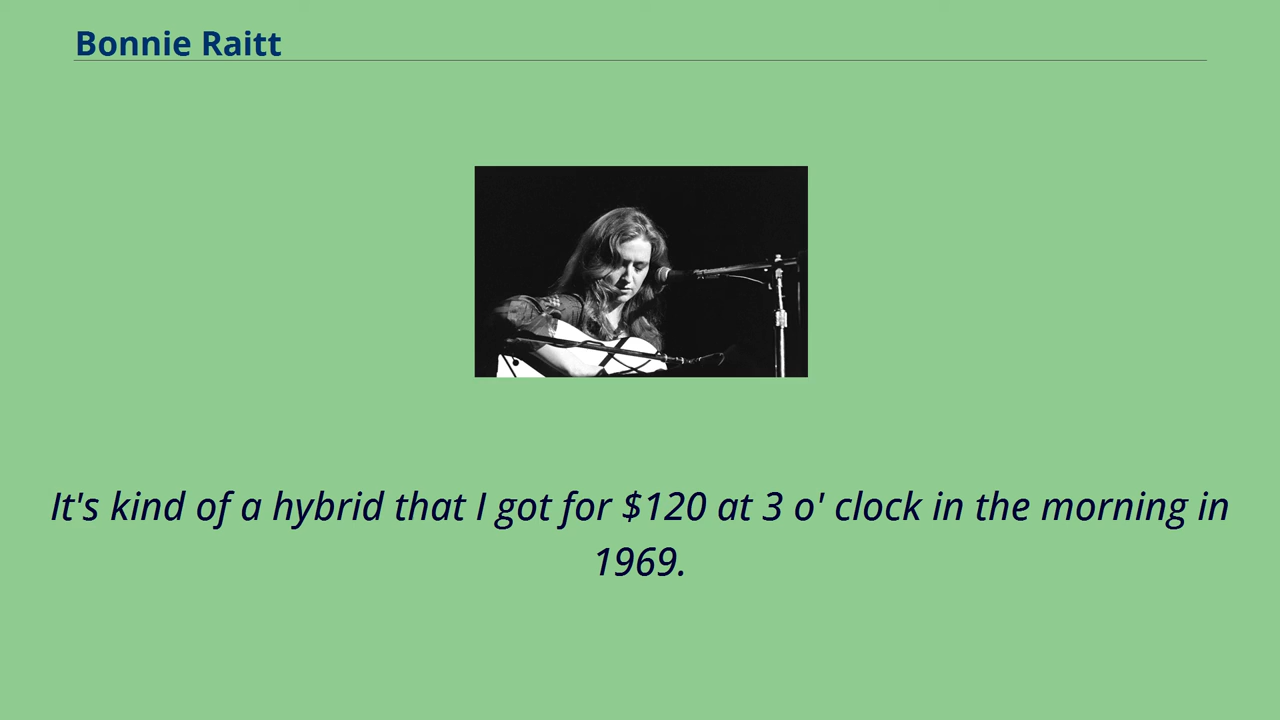 Bonnie Raitt
It's kind of a hybrid that I got for $120 at 3 o' clock in the morning in
1969.